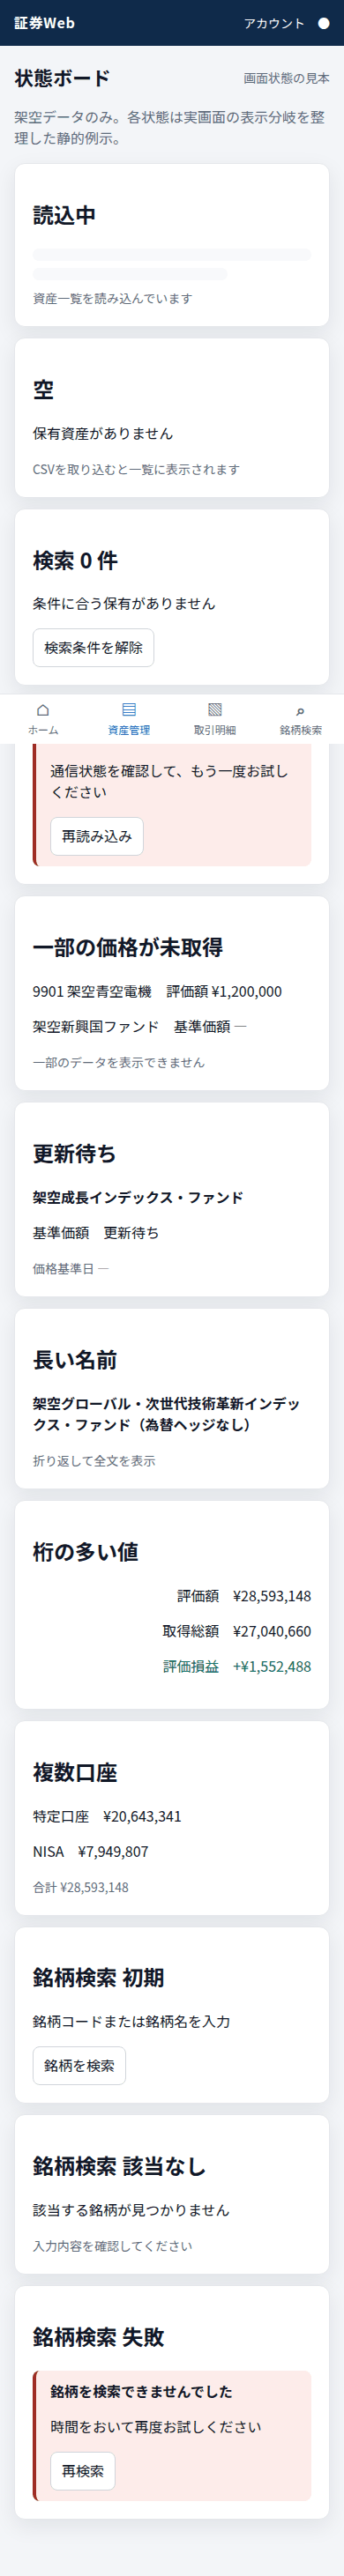 証券Web
アカウント
状態ボード
画面状態の見本
架空データのみ。各状態は実画面の表示分岐を整
理した静的例示。
読込中
資産一覧を読み込んでいます
空
保有資産がありません
CSVを取り込むと一覧に表示されます
検索 0 件
条件に合う保有がありません
検索条件を解除
ホーム
資産管理
取引明細
銘柄検索
通信状態を確認して、もう一度お試し
ください
再読み込み
一部の価格が未取得
9901 架空青空電機　評価額 ¥1,200,000
架空新興国ファンド　基準価額 —
一部のデータを表示できません
更新待ち
架空成長インデックス・ファンド
基準価額　更新待ち
価格基準日 —
長い名前
架空グローバル・次世代技術革新インデッ
クス・ファンド（為替ヘッジなし）
折り返して全文を表示
桁の多い値
評価額　¥28,593,148
取得総額　¥27,040,660
評価損益　+¥1,552,488
複数口座
特定口座　¥20,643,341
NISA　¥7,949,807
合計 ¥28,593,148
銘柄検索 初期
銘柄コードまたは銘柄名を入力
銘柄を検索
銘柄検索 該当なし
該当する銘柄が見つかりません
入力内容を確認してください
銘柄検索 失敗
銘柄を検索できませんでした
時間をおいて再度お試しください
再検索